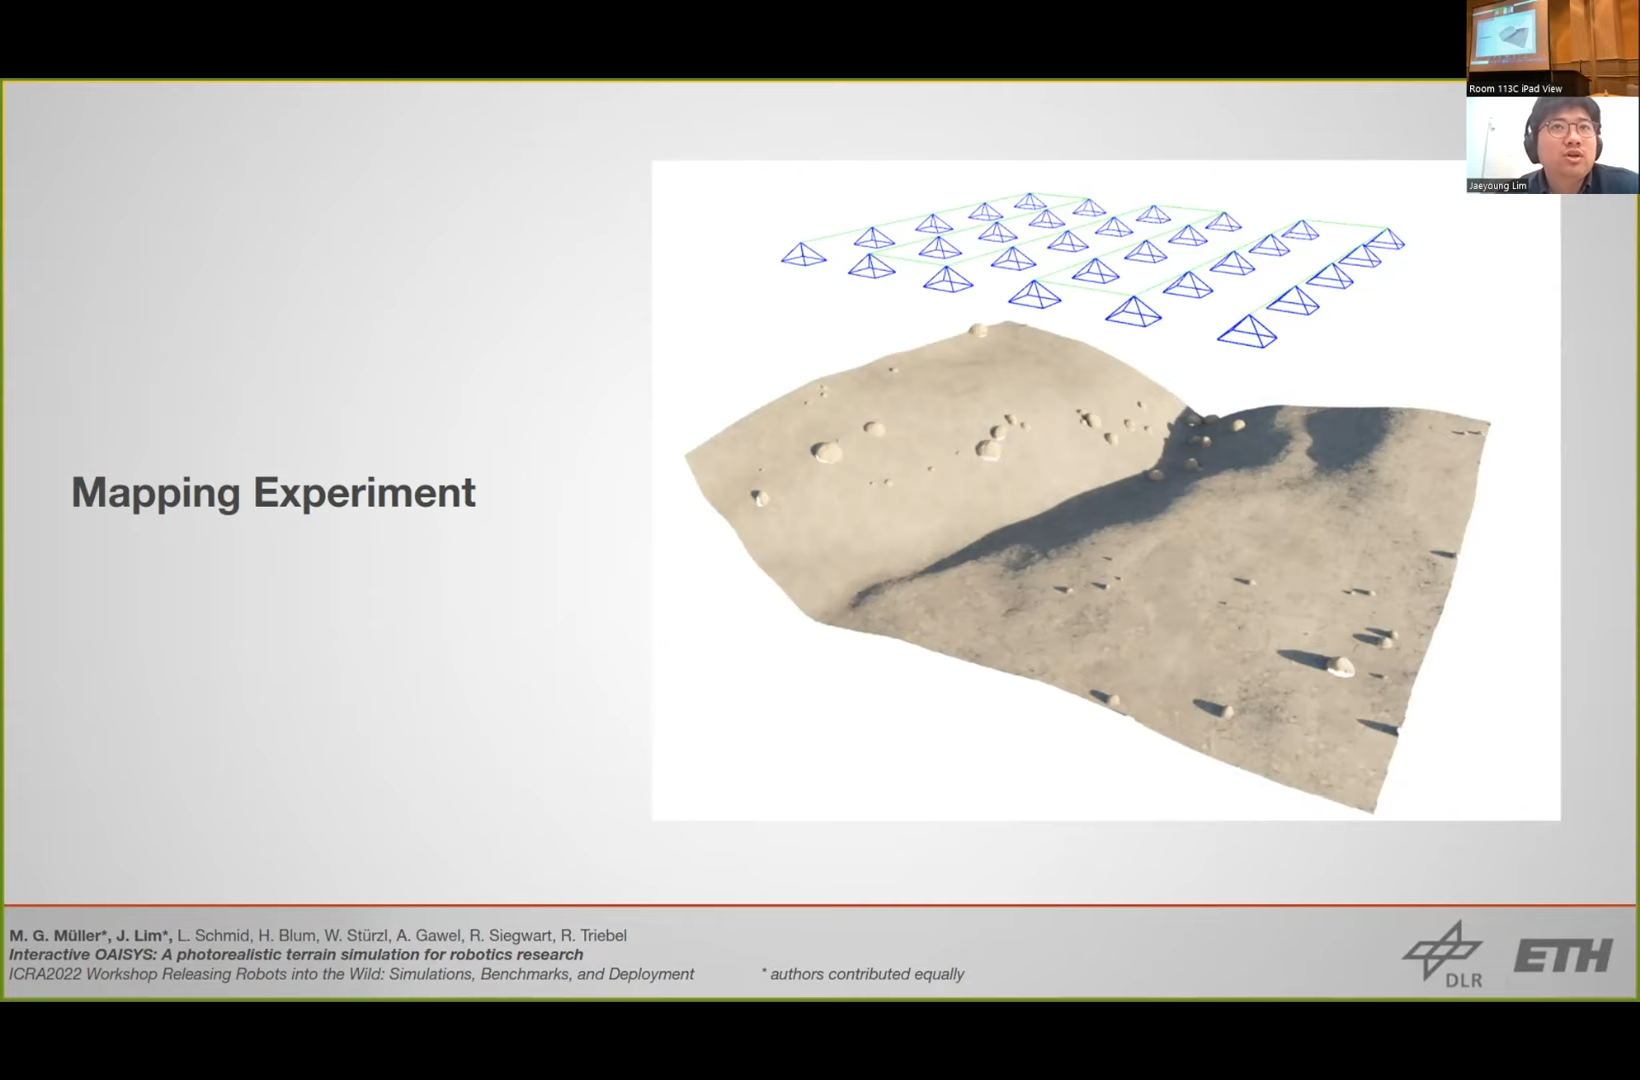 Room 113C iPad View
Jaeyoung Lim
Mapping Experiment
M. G. Müller*, J. Lim*, L. Schmid, H. Blum, W. Stürzl, A. Gawel, R. Siegwart, R. Triebel
Interactive OAISYS: A photorealistic terrain simulation for robotics research
ICRA2022 Workshop Releasing Robots into the Wild: Simulations, Benchmarks, and Deployment
* authors contributed equally
DLR
ETH